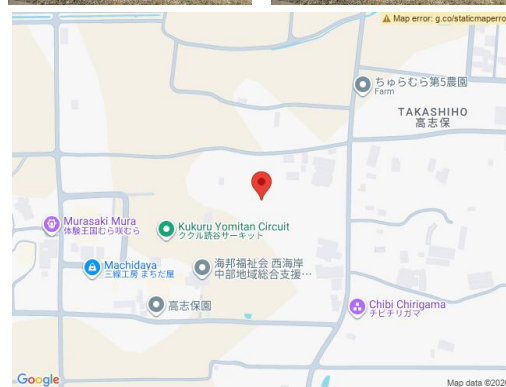 Map error: g.co/staticmaperro
ちゅらむら第5農園
Farm
TAKASHIHO
高志保
Murasaki Mura
体験王国むら咲むら
Kukuru Yomitan Circuit
ククル読谷サーキット
Machidaya
三線工房 まちだ屋
海邦福祉会 西海岸
中部地域総合支援…
高志保園
Chibi Chirigama
チビチリガマ
Google
Map data ©202